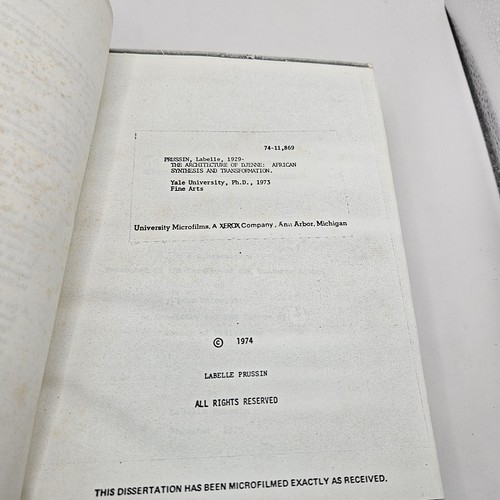 74-11,869
PRUSSIN, Labelle, 1929-
THE ARCHITECTURE OF DJENNE: AFRICAN
SYNTHESIS AND TRANSFORMATION.
Yale University, Ph.D., 1973
Fine Arts
University Microfilms, A XEROX Company, Ann Arbor, Michigan
© 1974
LABELLE PRUSSIN
ALL RIGHTS RESERVED
THIS DISSERTATION HAS BEEN MICROFILMED EXACTLY AS RECEIVED.